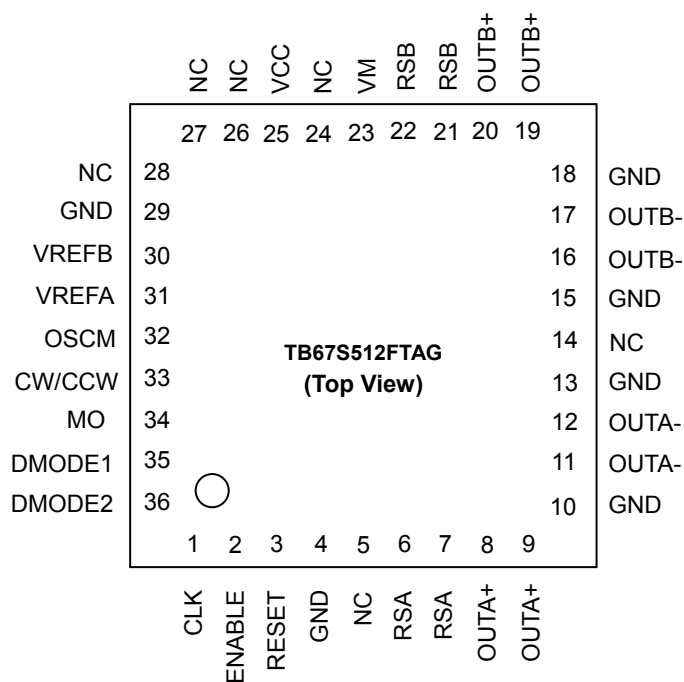 NC NC VCC NC VM RSB RSB OUTB+ OUTB+
27 26 25 24 23 22 21 20 19
NC 28 18 GND
GND 29 17 OUTB-
VREFB 30 16 OUTB-
VREFA 31 15 GND
OSCM 32 14 NC
TB67S512FTAG
(Top View)
CW/CCW 33 13 GND
MO 34 12 OUTA-
DMODE1 35 11 OUTA-
DMODE2 36 10 GND
1 2 3 4 5 6 7 8 9
CLK ENABLE RESET GND NC RSA RSA OUTA+ OUTA+